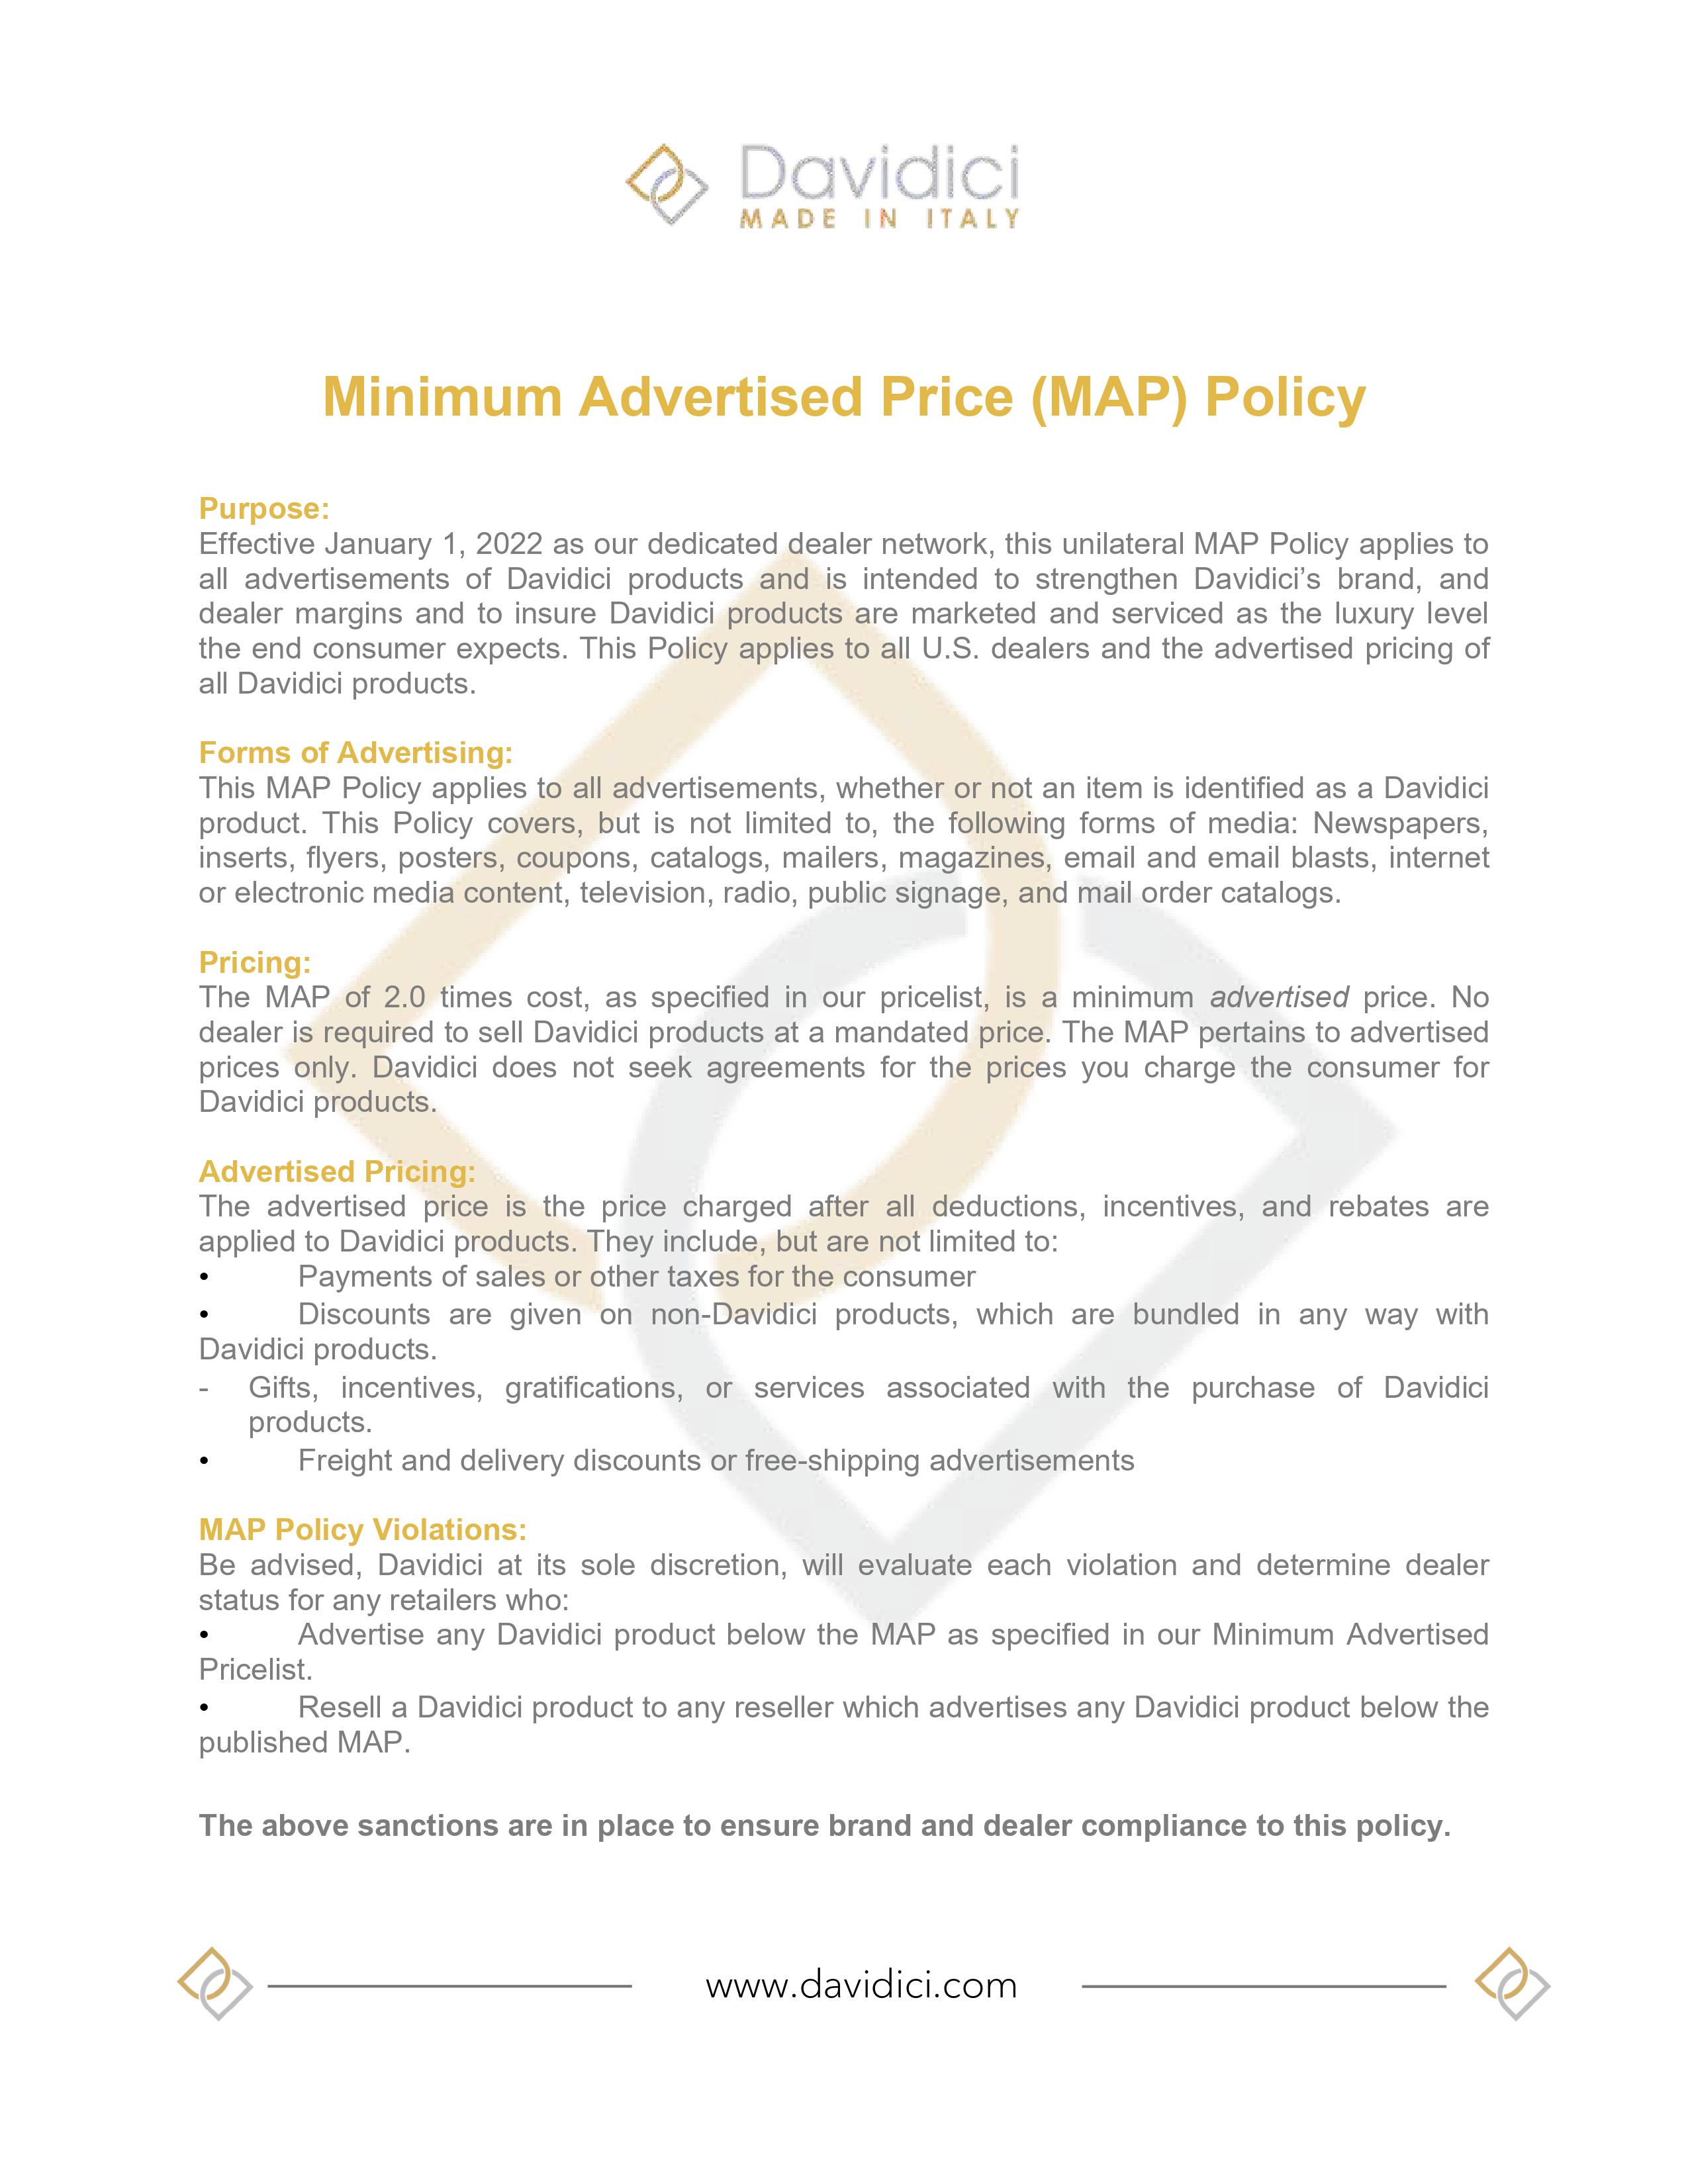 Davidici
MADE IN ITALY
Minimum Advertised Price (MAP) Policy
Purpose:
Effective January 1, 2022 as our dedicated dealer network, this unilateral MAP Policy applies to
all advertisements of Davidici products and is intended to strengthen Davidici’s brand, and
dealer margins and to insure Davidici products are marketed and serviced as the luxury level
the end consumer expects. This Policy applies to all U.S. dealers and the advertised pricing of
all Davidici products.
Forms of Advertising:
This MAP Policy applies to all advertisements, whether or not an item is identified as a Davidici
product. This Policy covers, but is not limited to, the following forms of media: Newspapers,
inserts, flyers, posters, coupons, catalogs, mailers, magazines, email and email blasts, internet
or electronic media content, television, radio, public signage, and mail order catalogs.
Pricing:
The MAP of 2.0 times cost, as specified in our pricelist, is a minimum advertised price. No
dealer is required to sell Davidici products at a mandated price. The MAP pertains to advertised
prices only. Davidici does not seek agreements for the prices you charge the consumer for
Davidici products.
Advertised Pricing:
The advertised price is the price charged after all deductions, incentives, and rebates are
applied to Davidici products. They include, but are not limited to:
• Payments of sales or other taxes for the consumer
• Discounts are given on non-Davidici products, which are bundled in any way with
Davidici products.
- Gifts, incentives, gratifications, or services associated with the purchase of Davidici
products.
• Freight and delivery discounts or free-shipping advertisements
MAP Policy Violations:
Be advised, Davidici at its sole discretion, will evaluate each violation and determine dealer
status for any retailers who:
• Advertise any Davidici product below the MAP as specified in our Minimum Advertised
Pricelist.
• Resell a Davidici product to any reseller which advertises any Davidici product below the
published MAP.
The above sanctions are in place to ensure brand and dealer compliance to this policy.
www.davidici.com